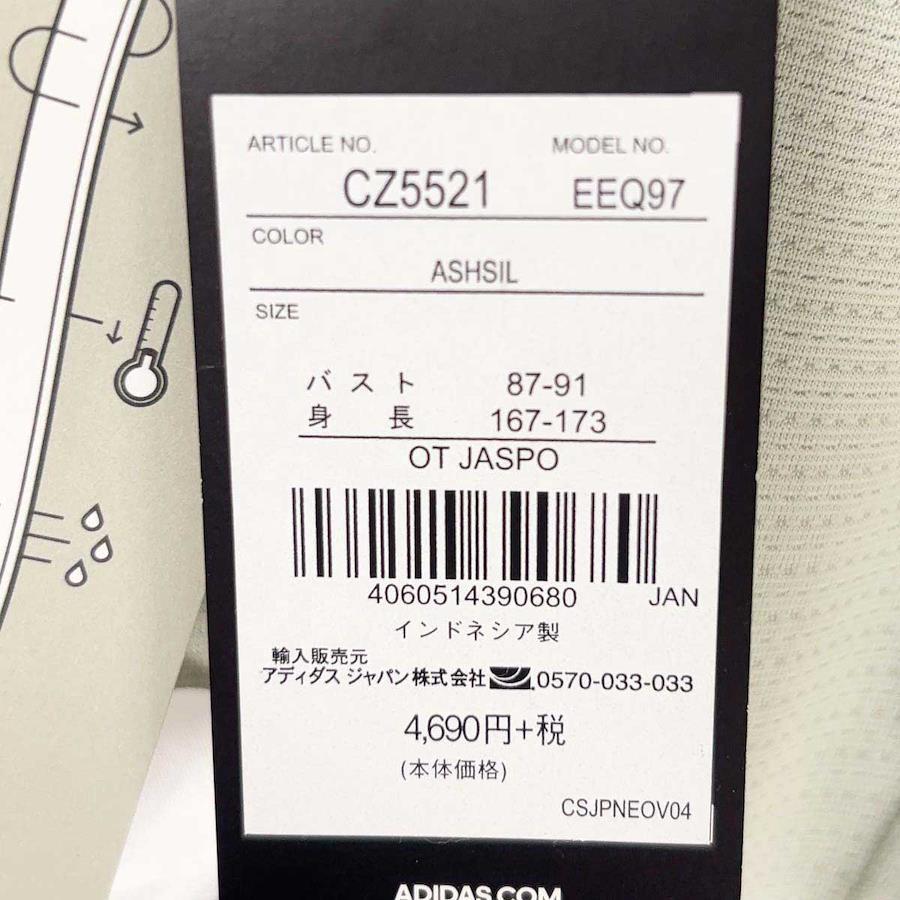 ARTICLE NO. MODEL NO.
CZ5521 EEQ97
COLOR
ASHSIL
SIZE
バスト 87-91
身長 167-173
OT JASPO
4060514390680 JAN
インドネシア製
輸入販売元
アディダス ジャパン株式会社 0570-033-033
4,690円+税
(本体価格)
CSJPNEOV04
ADIDAS.COM